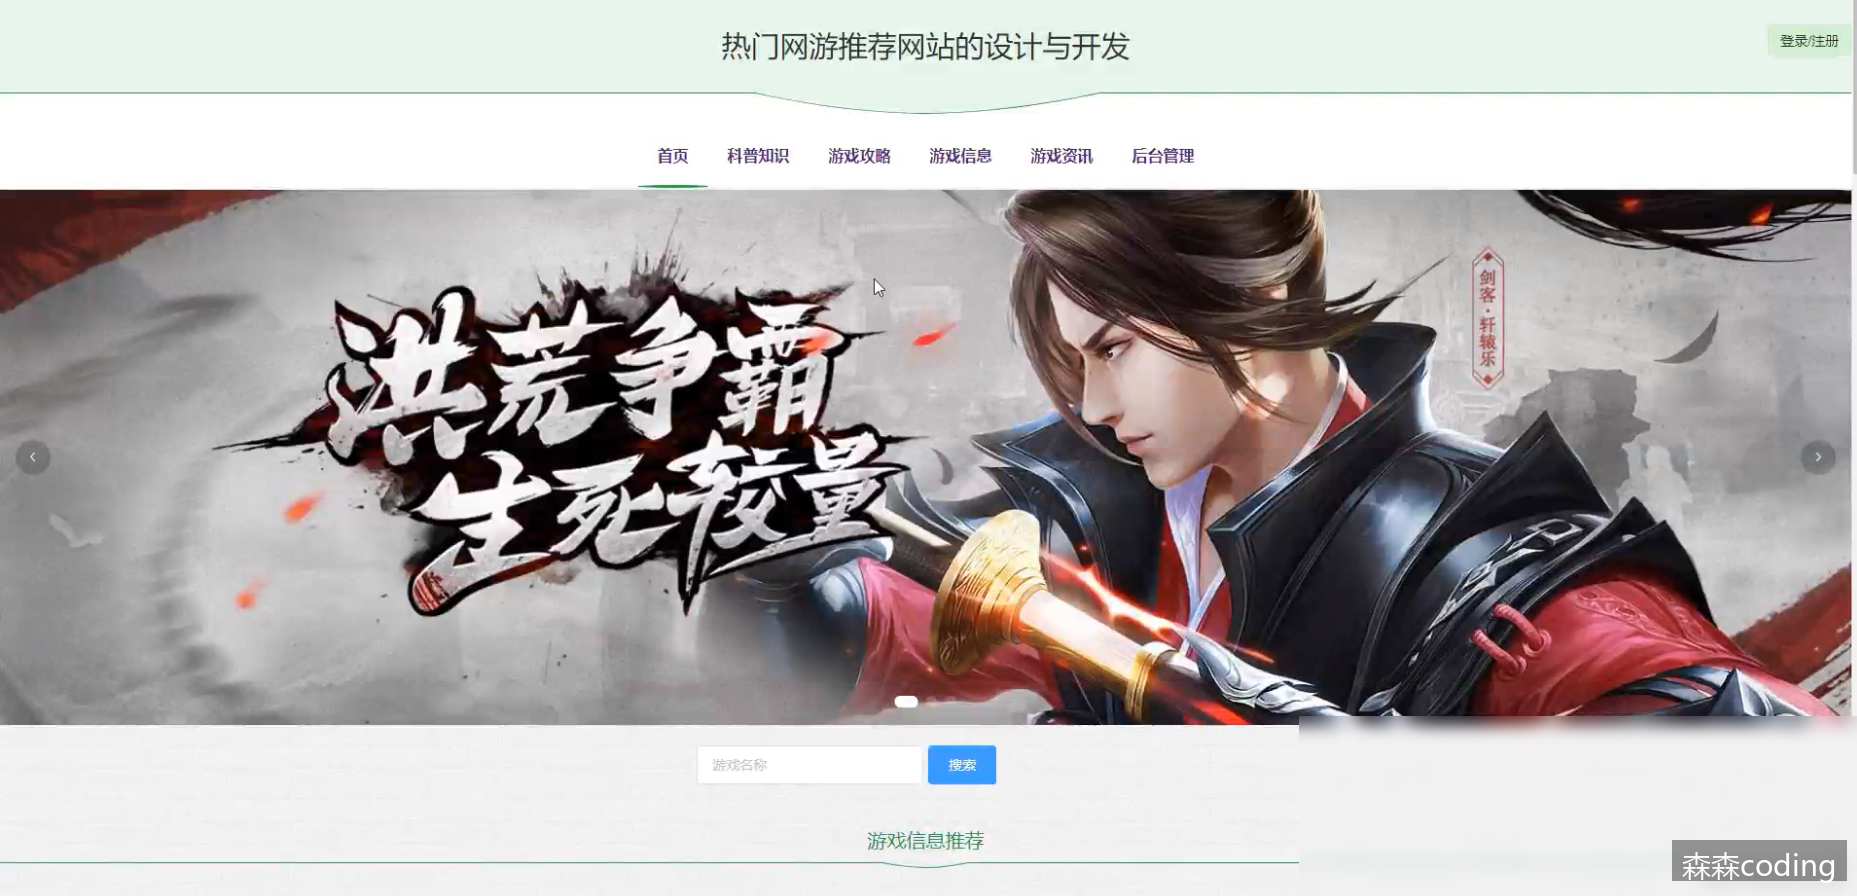 热门网游推荐网站的设计与开发
登录/注册
首页 科普知识 游戏攻略 游戏信息 游戏资讯 后台管理
洪荒争霸
生死较量
剑客·轩辕乐
游戏名称 搜索
游戏信息推荐
森森coding